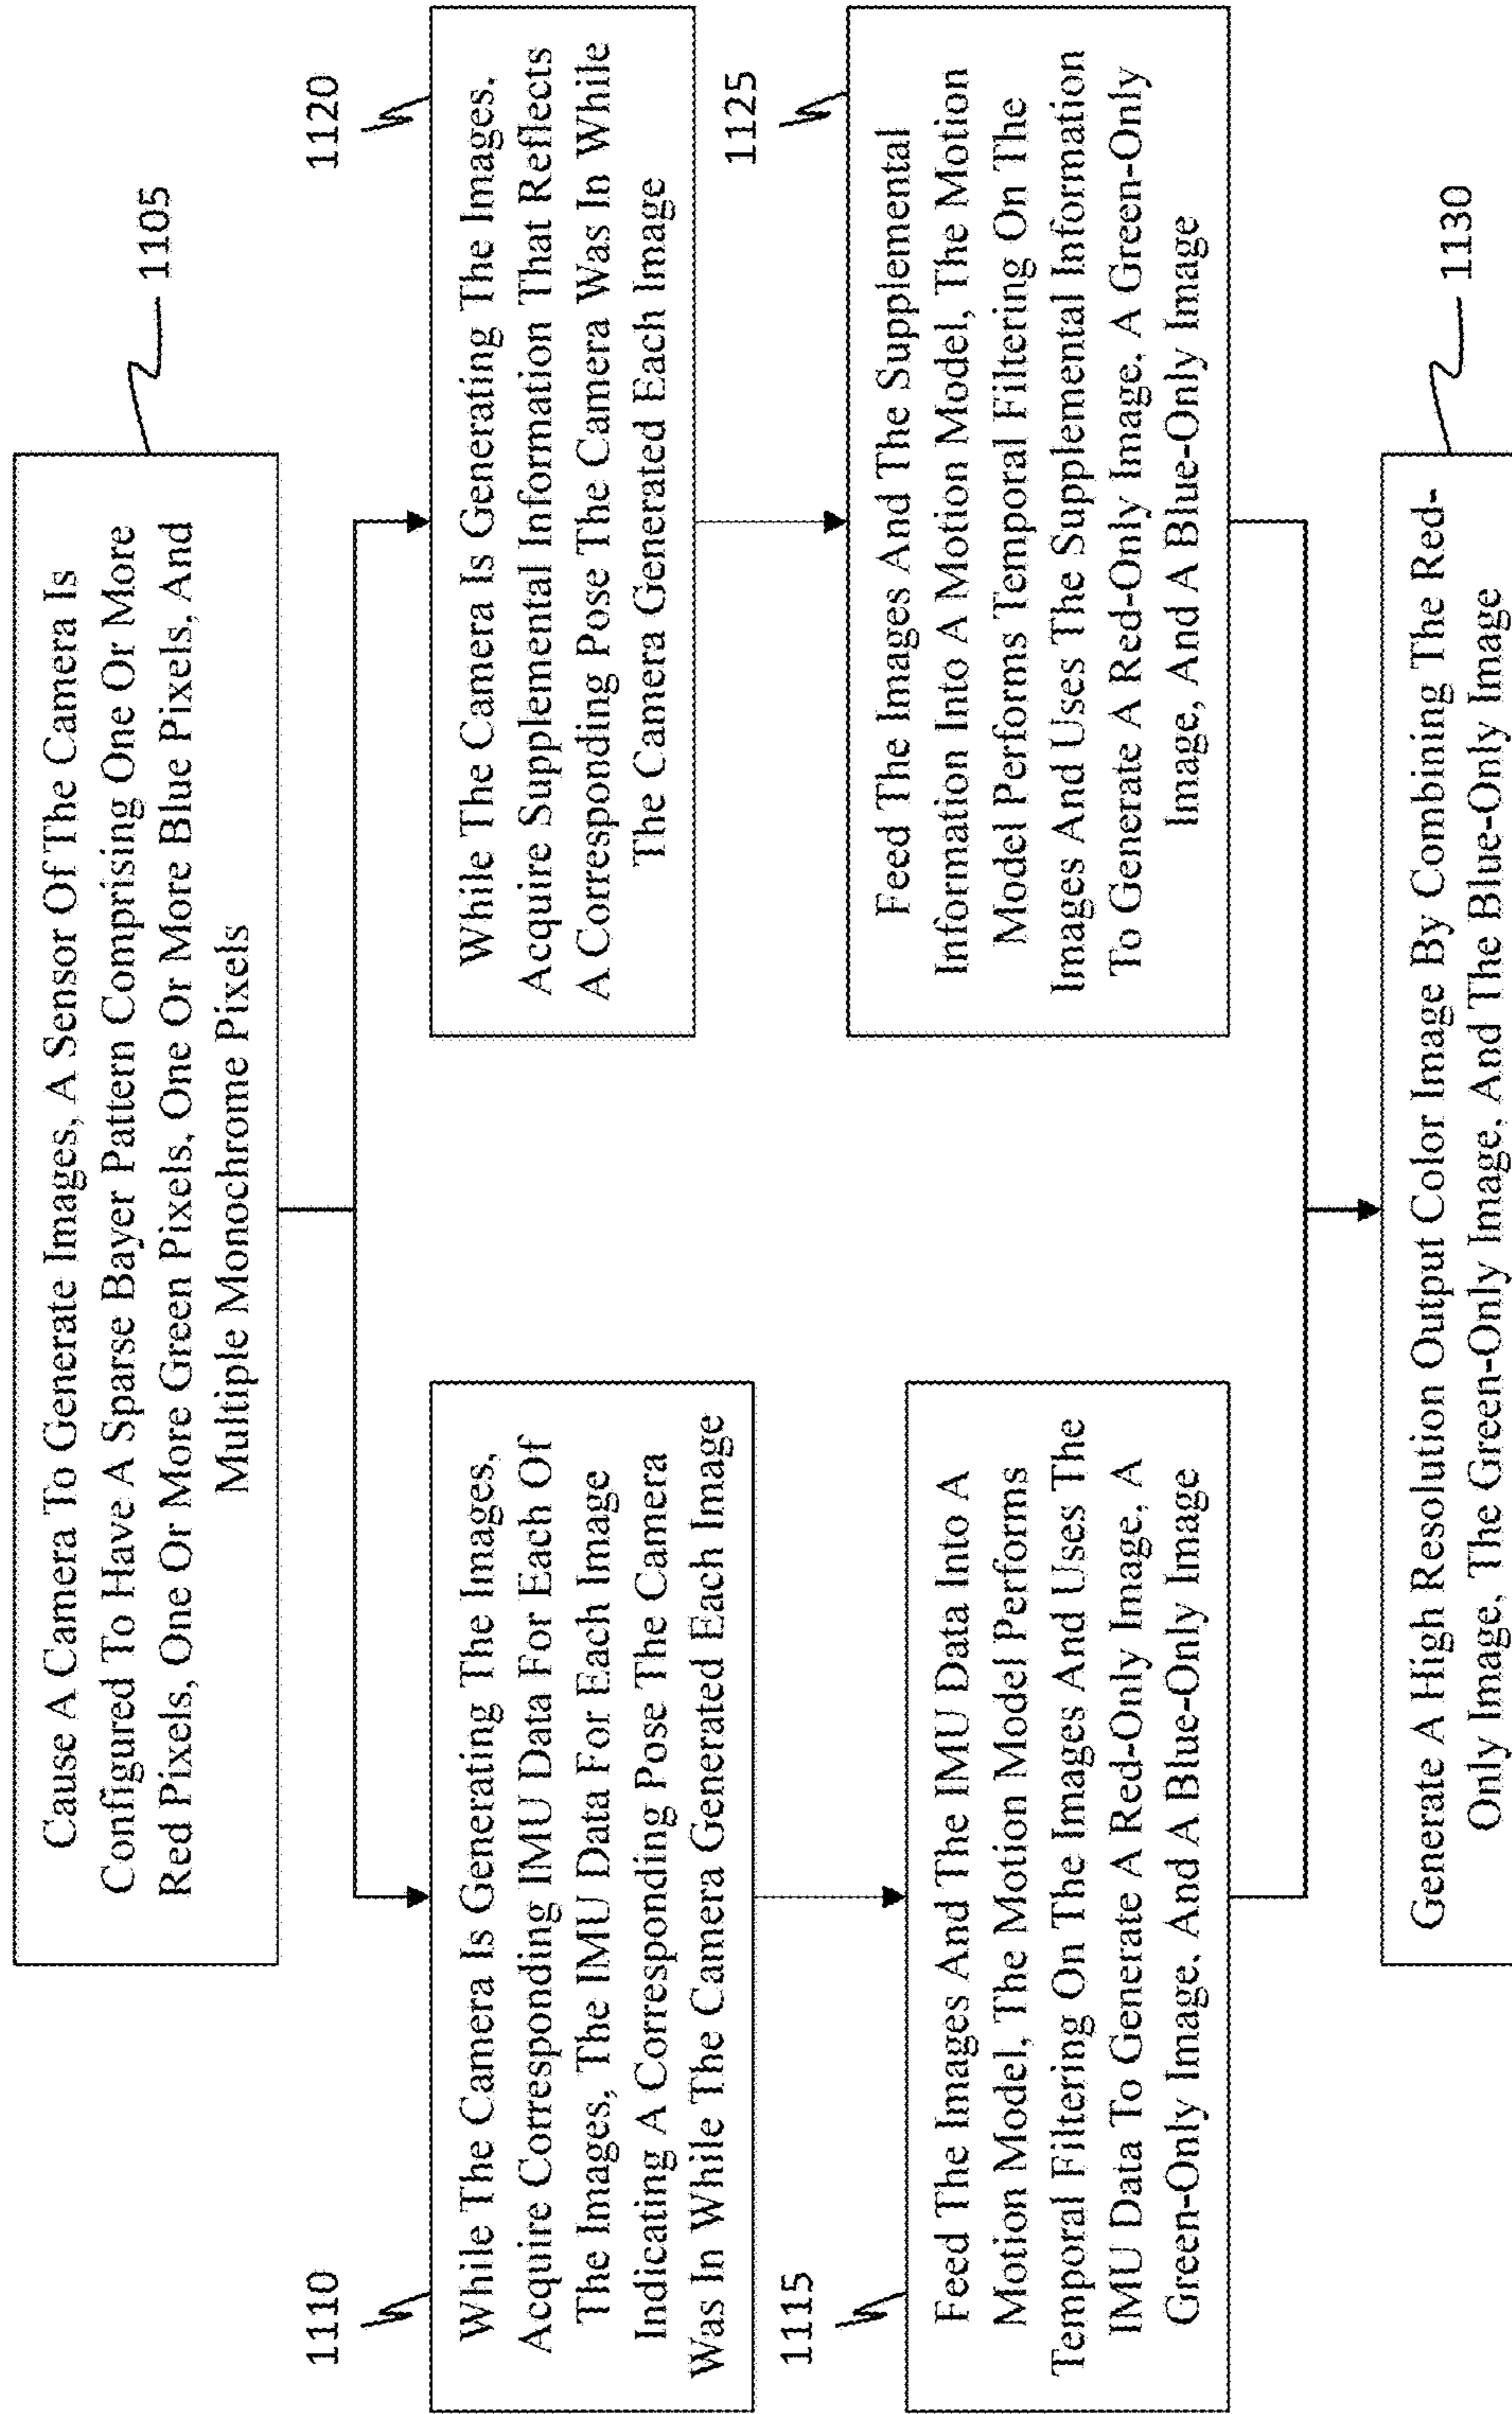 Cause A Camera To Generate Images, A Sensor Of The Camera Is
Configured To Have A Sparse Bayer Pattern Comprising One Or More
Red Pixels, One Or More Green Pixels, One Or More Blue Pixels, And
Multiple Monochrome Pixels
1105
1110
While The Camera Is Generating The Images,
Acquire Corresponding IMU Data For Each Of
The Images, The IMU Data For Each Image
Indicating A Corresponding Pose The Camera
Was In While The Camera Generated Each Image
1115
Feed The Images And The IMU Data Into A
Motion Model, The Motion Model Performs
Temporal Filtering On The Images And Uses The
IMU Data To Generate A Red-Only Image, A
Green-Only Image, And A Blue-Only Image
1120
While The Camera Is Generating The Images,
Acquire Supplemental Information That Reflects
A Corresponding Pose The Camera Was In While
The Camera Generated Each Image
1125
Feed The Images And The Supplemental
Information Into A Motion Model, The Motion
Model Performs Temporal Filtering On The
Images And Uses The Supplemental Information
To Generate A Red-Only Image, A Green-Only
Image, And A Blue-Only Image
1130
Generate A High Resolution Output Color Image By Combining The Red-
Only Image, The Green-Only Image, And The Blue-Only Image